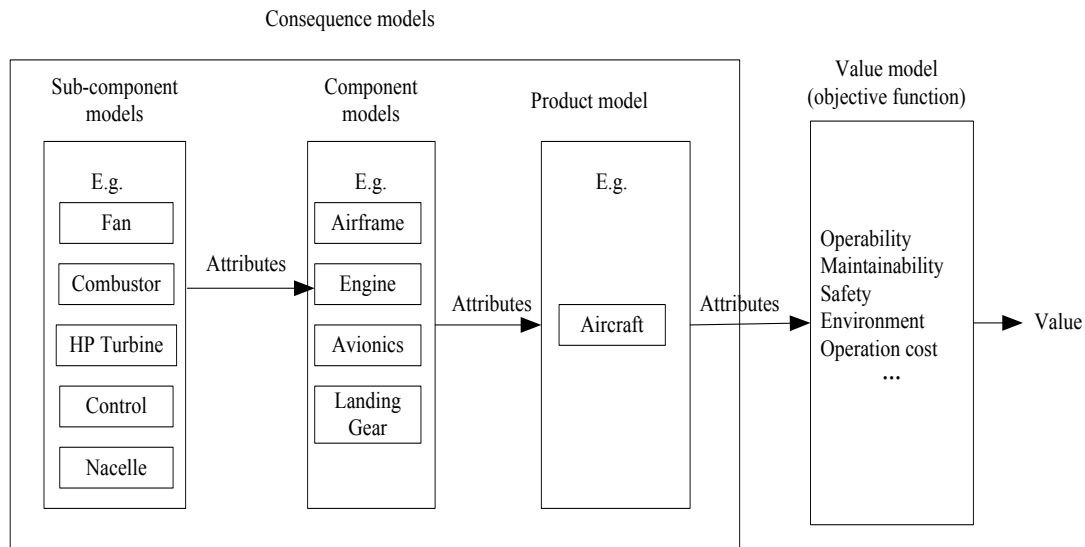 Consequence models
Sub-component
models
E.g.
Fan
Combustor
HP Turbine
Control
Nacelle
Attributes
Component
models
E.g.
Airframe
Engine
Avionics
Landing
Gear
Attributes
Product model
E.g.
Aircraft
Attributes
Value model
(objective function)
Operability
Maintainability
Safety
Environment
Operation cost
...
Value